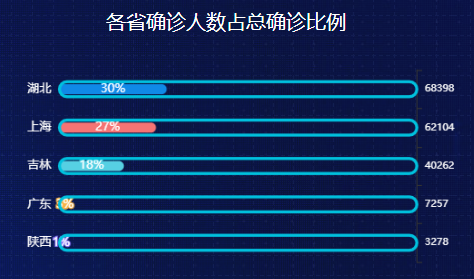 各省确诊人数占总确诊比例
湖北 30% 68398
上海 27% 62104
吉林 18% 40262
广东 3% 7257
陕西 1% 3278